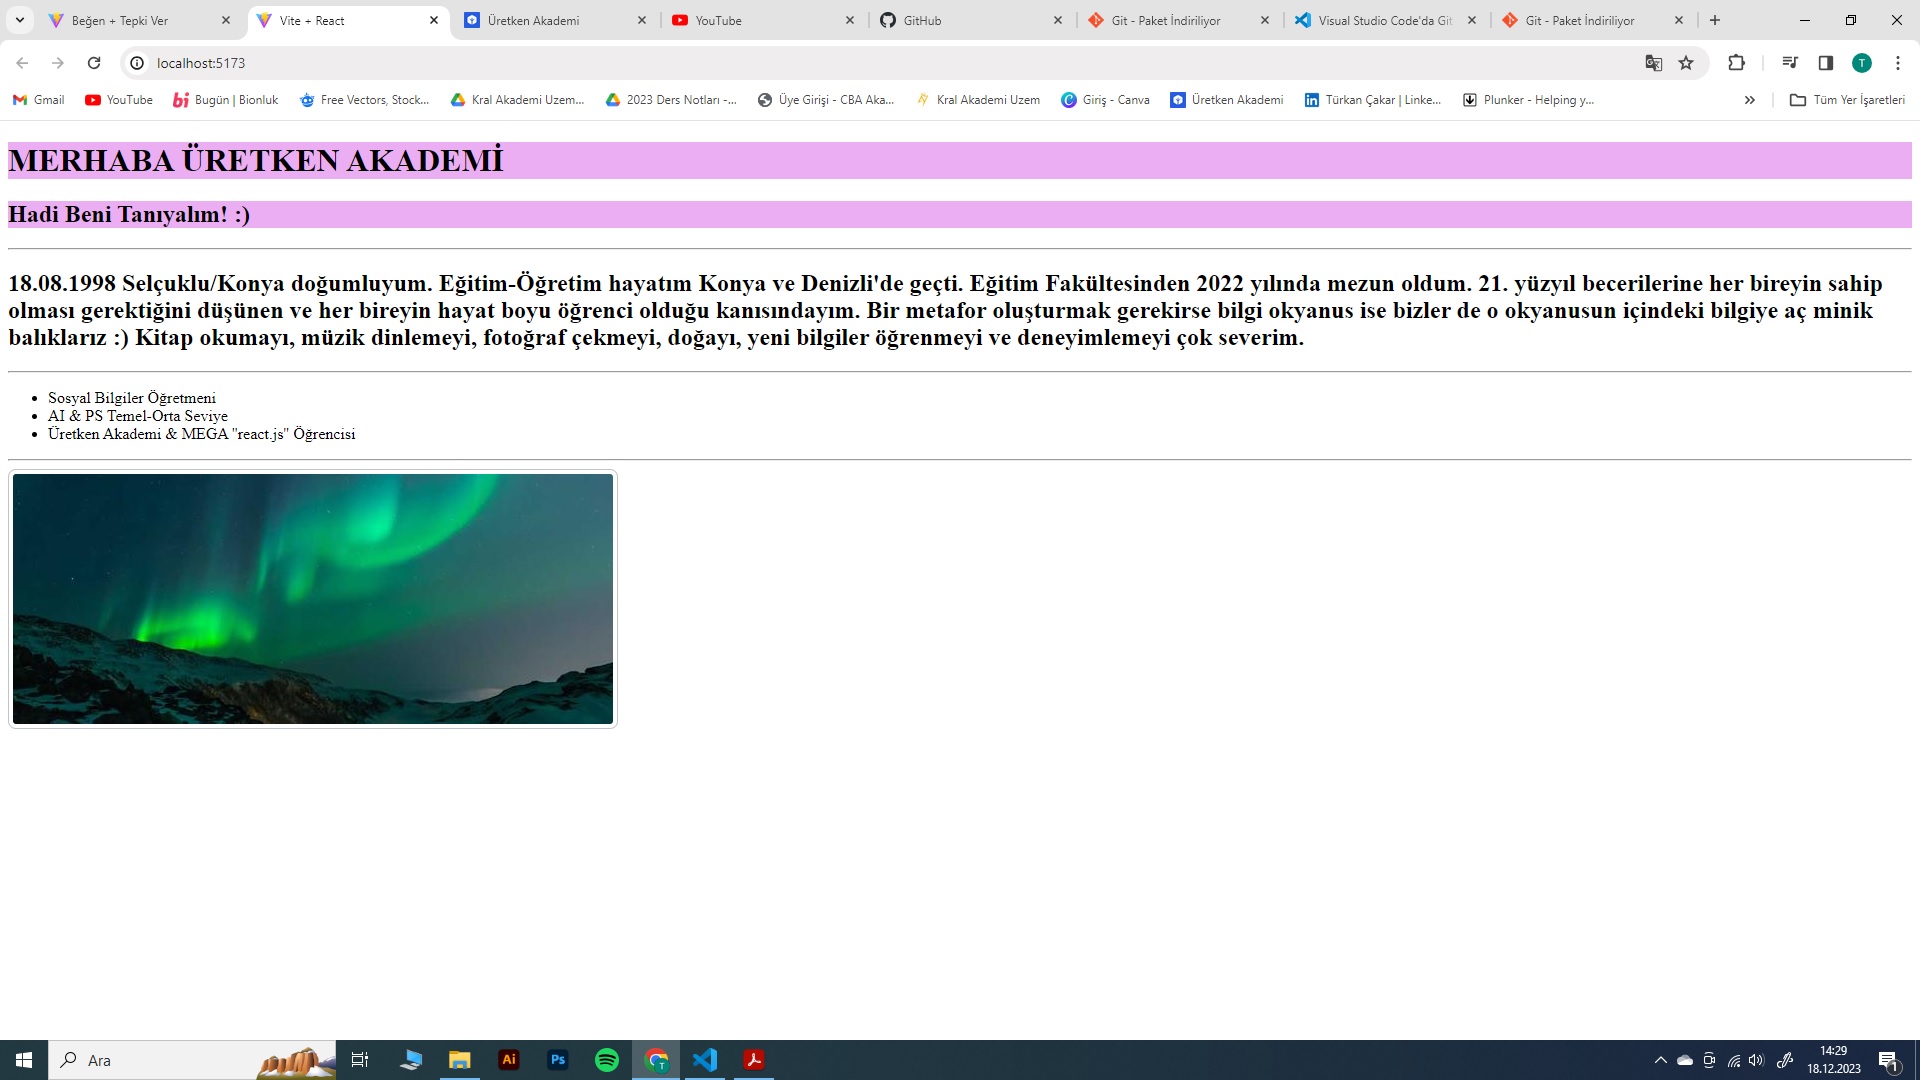 Beğen + Tepki Ver
Vite + React
Üretken Akademi
YouTube
GitHub
Git - Paket İndiriliyor
Visual Studio Code'da Git
Git - Paket İndiriliyor
localhost:5173
T
Gmail
YouTube
Bugün | Bionluk
Free Vectors, Stock...
Kral Akademi Uzem...
2023 Ders Notları -...
Üye Girişi - CBA Aka...
Kral Akademi Uzem
Giriş - Canva
Üretken Akademi
Türkan Çakar | Linke...
Plunker - Helping y...
Tüm Yer İşaretleri
MERHABA ÜRETKEN AKADEMİ
Hadi Beni Tanıyalım! :)
18.08.1998 Selçuklu/Konya doğumluyum. Eğitim-Öğretim hayatım Konya ve Denizli'de geçti. Eğitim Fakültesinden 2022 yılında mezun oldum. 21. yüzyıl becerilerine her bireyin sahip
olması gerektiğini düşünen ve her bireyin hayat boyu öğrenci olduğu kanısındayım. Bir metafor oluşturmak gerekirse bilgi okyanus ise bizler de o okyanusun içindeki bilgiye aç minik
balıklarız :) Kitap okumayı, müzik dinlemeyi, fotoğraf çekmeyi, doğayı, yeni bilgiler öğrenmeyi ve deneyimlemeyi çok severim.
Sosyal Bilgiler Öğretmeni
AI & PS Temel-Orta Seviye
Üretken Akademi & MEGA "react.js" Öğrencisi
Ara
Ai
Ps
T
14:29
18.12.2023
1